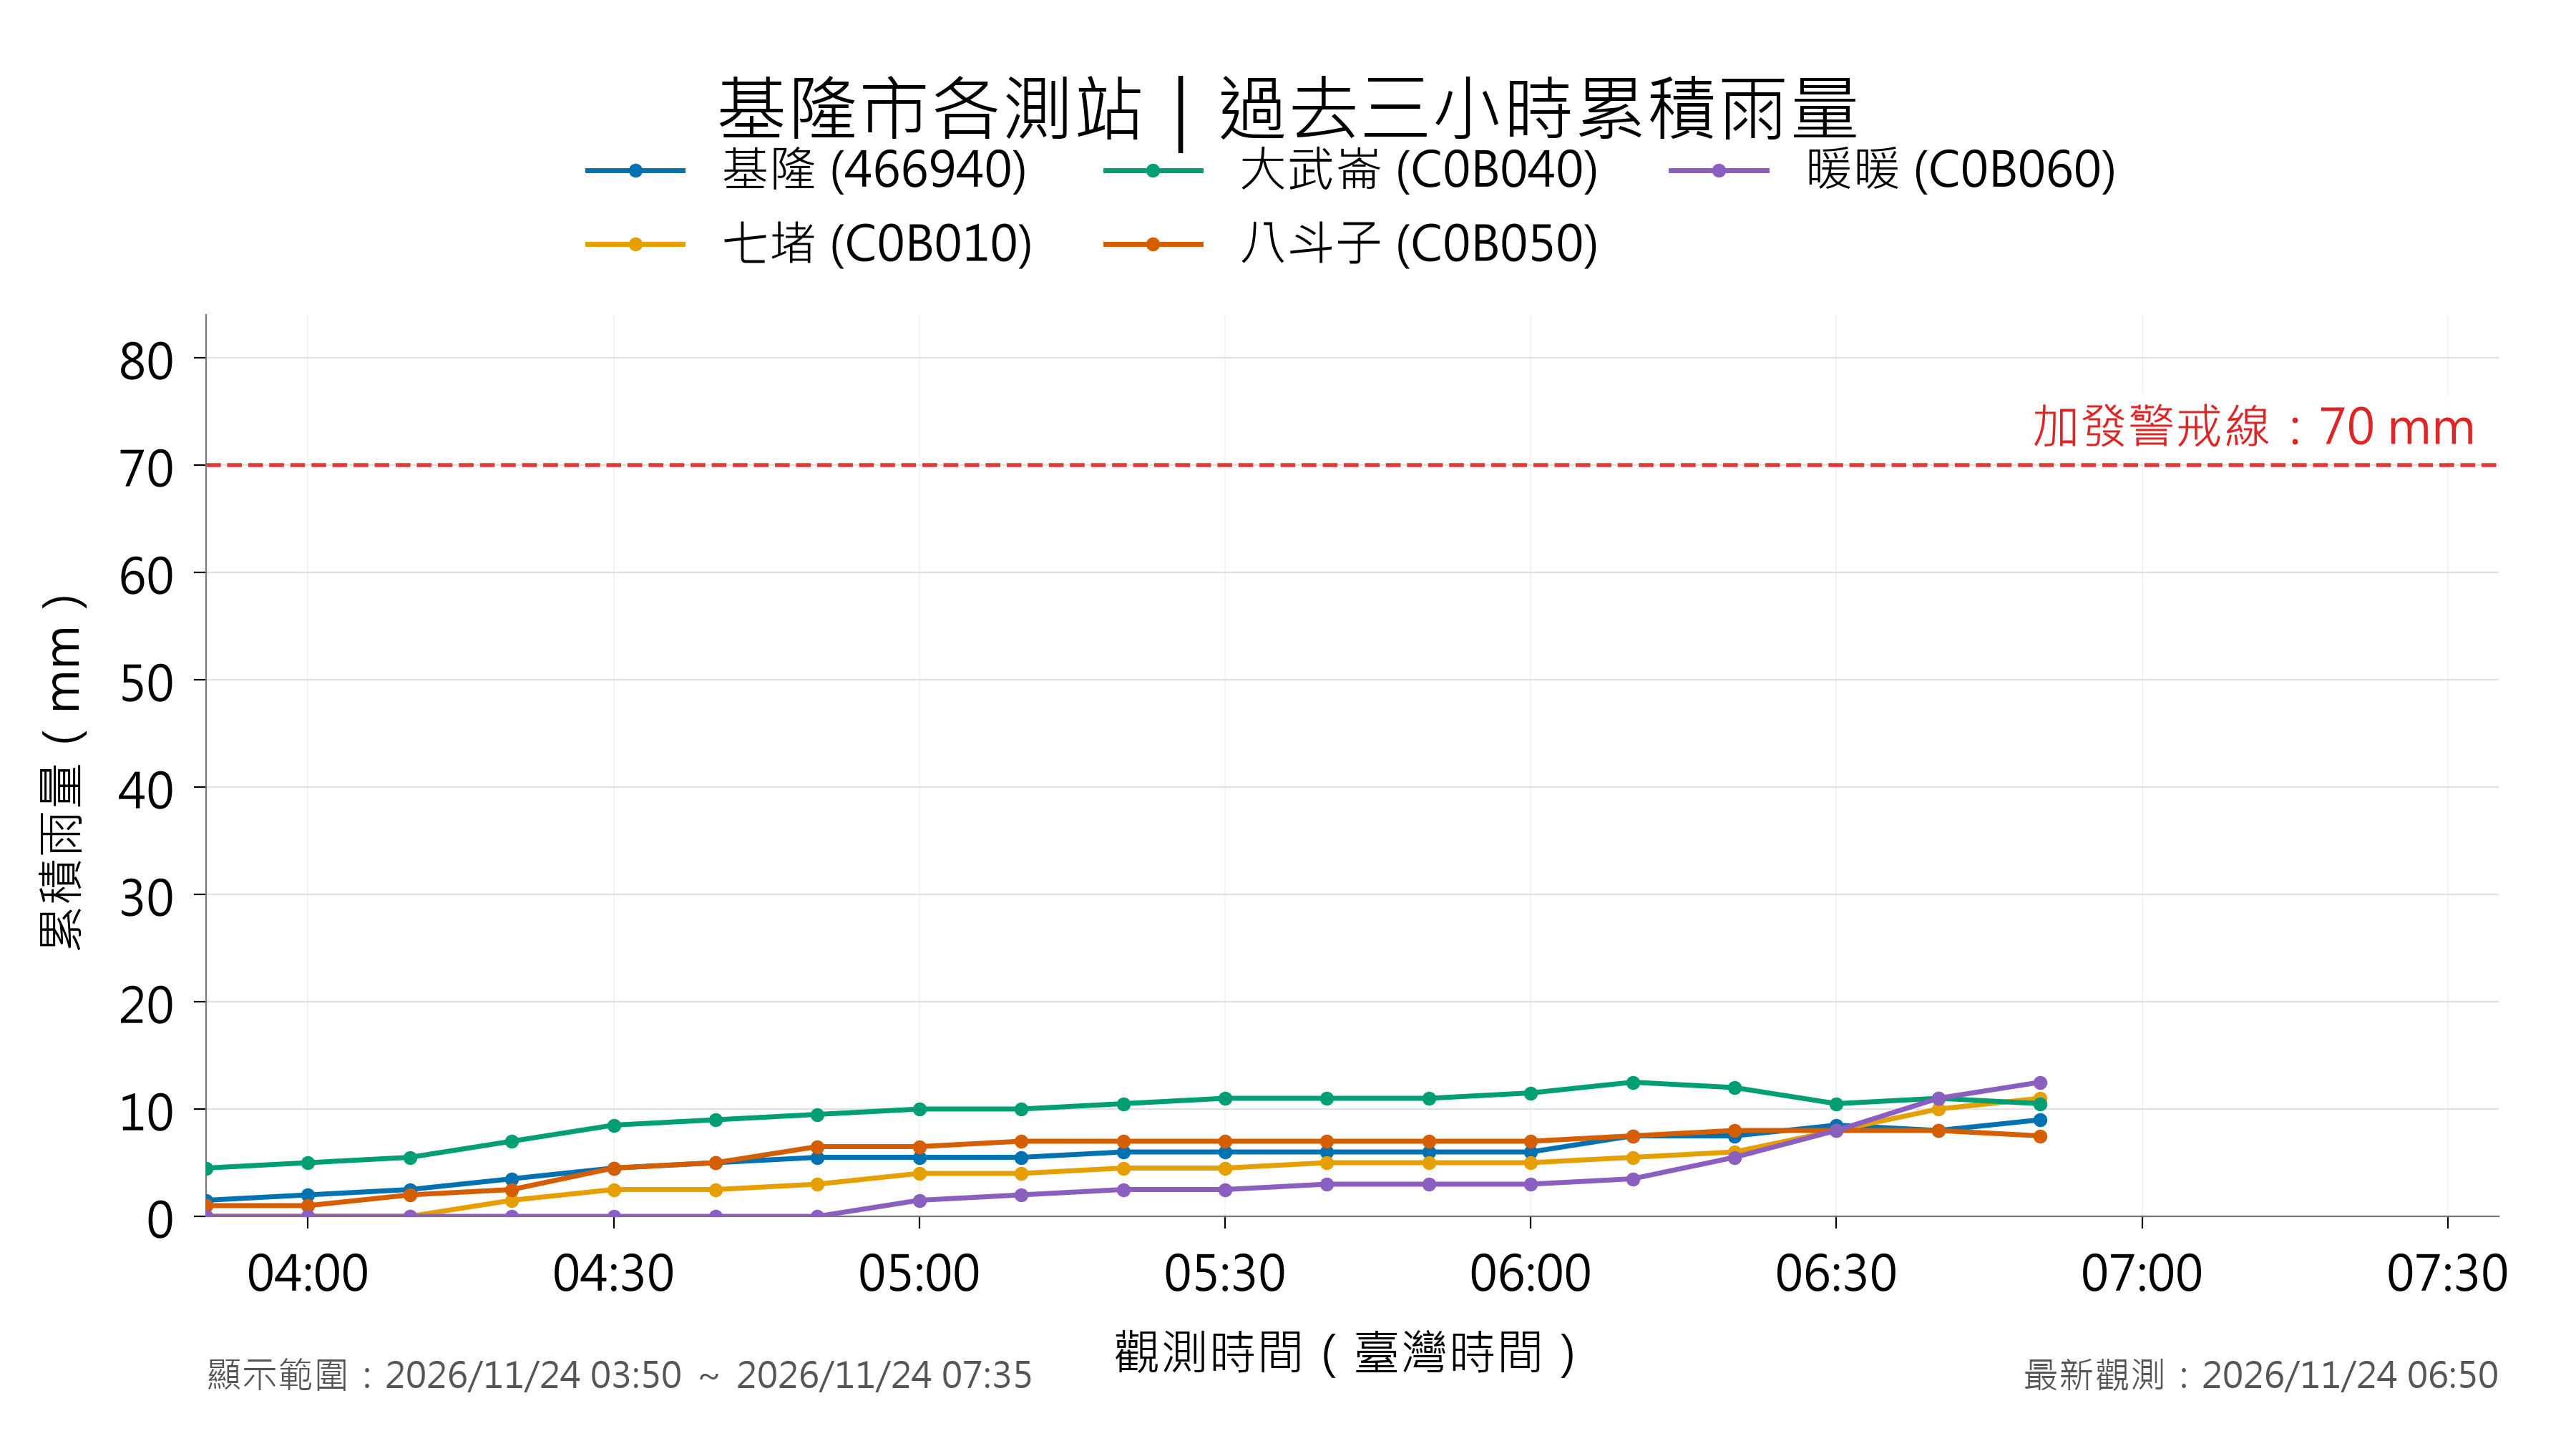 基隆市各測站｜過去三小時累積雨量
基隆 (466940)
大武崙 (C0B040)
暖暖 (C0B060)
七堵 (C0B010)
八斗子 (C0B050)
80
加發警戒線：70 mm
70
60
50
40
30
20
10
0
累積雨量（mm）
04:00 04:30 05:00 05:30 06:00 06:30 07:00 07:30
觀測時間（臺灣時間）
顯示範圍：2026/11/24 03:50 ~ 2026/11/24 07:35
最新觀測：2026/11/24 06:50